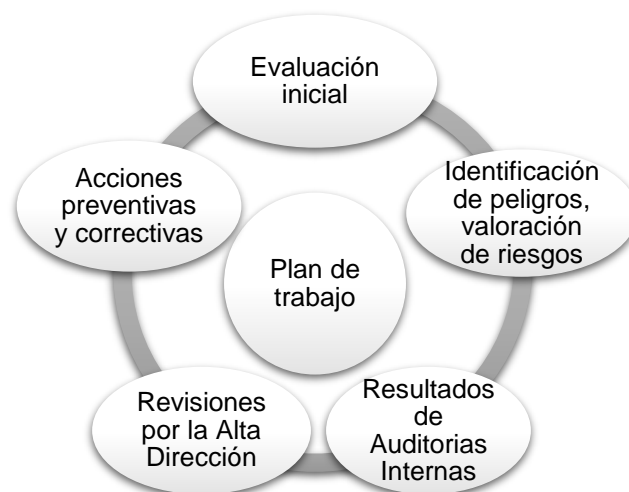 Evaluación
inicial
Identificación
de peligros,
valoración
de riesgos
Resultados
de
Auditorias
Internas
Revisiones
por la Alta
Dirección
Acciones
preventivas
y correctivas
Plan de
trabajo